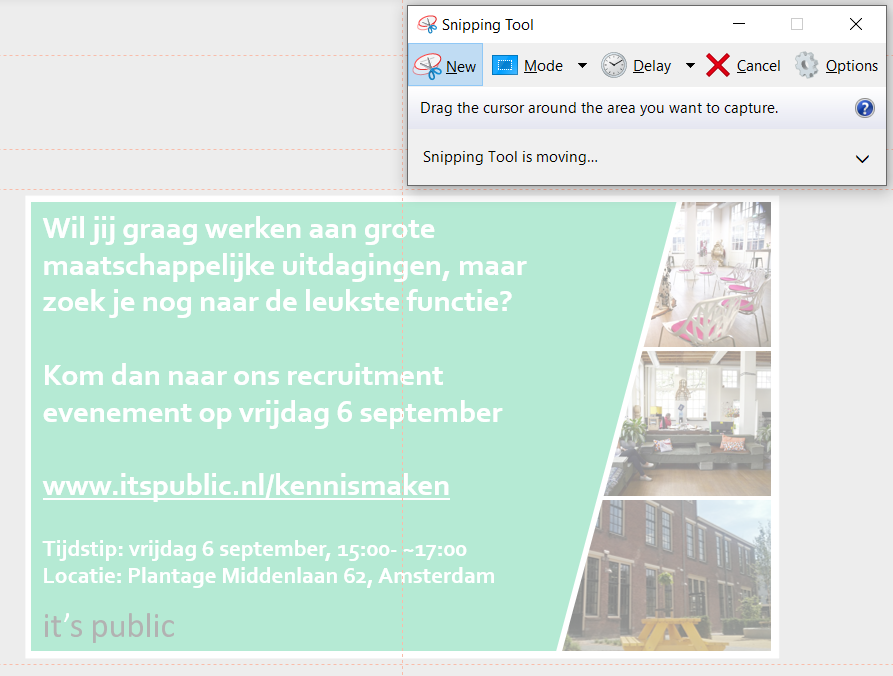 Snipping Tool
New
Mode
Delay
Cancel
Options
Drag the cursor around the area you want to capture.
?
Snipping Tool is moving...
Wil jij graag werken aan grote
maatschappelijke uitdagingen, maar
zoek je nog naar de leukste functie?
Kom dan naar ons recruitment
evenement op vrijdag 6 september
www.itspublic.nl/kennismaken
Tijdstip: vrijdag 6 september, 15:00- ~17:00
Locatie: Plantage Middenlaan 62, Amsterdam
it's public